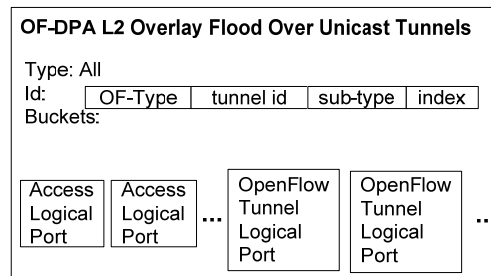 OF-DPA L2 Overlay Flood Over Unicast Tunnels
Type: All
Id: OF-Type tunnel id sub-type index
Buckets:
Access Logical Port
Access Logical Port
...
OpenFlow Tunnel Logical Port
OpenFlow Tunnel Logical Port
..